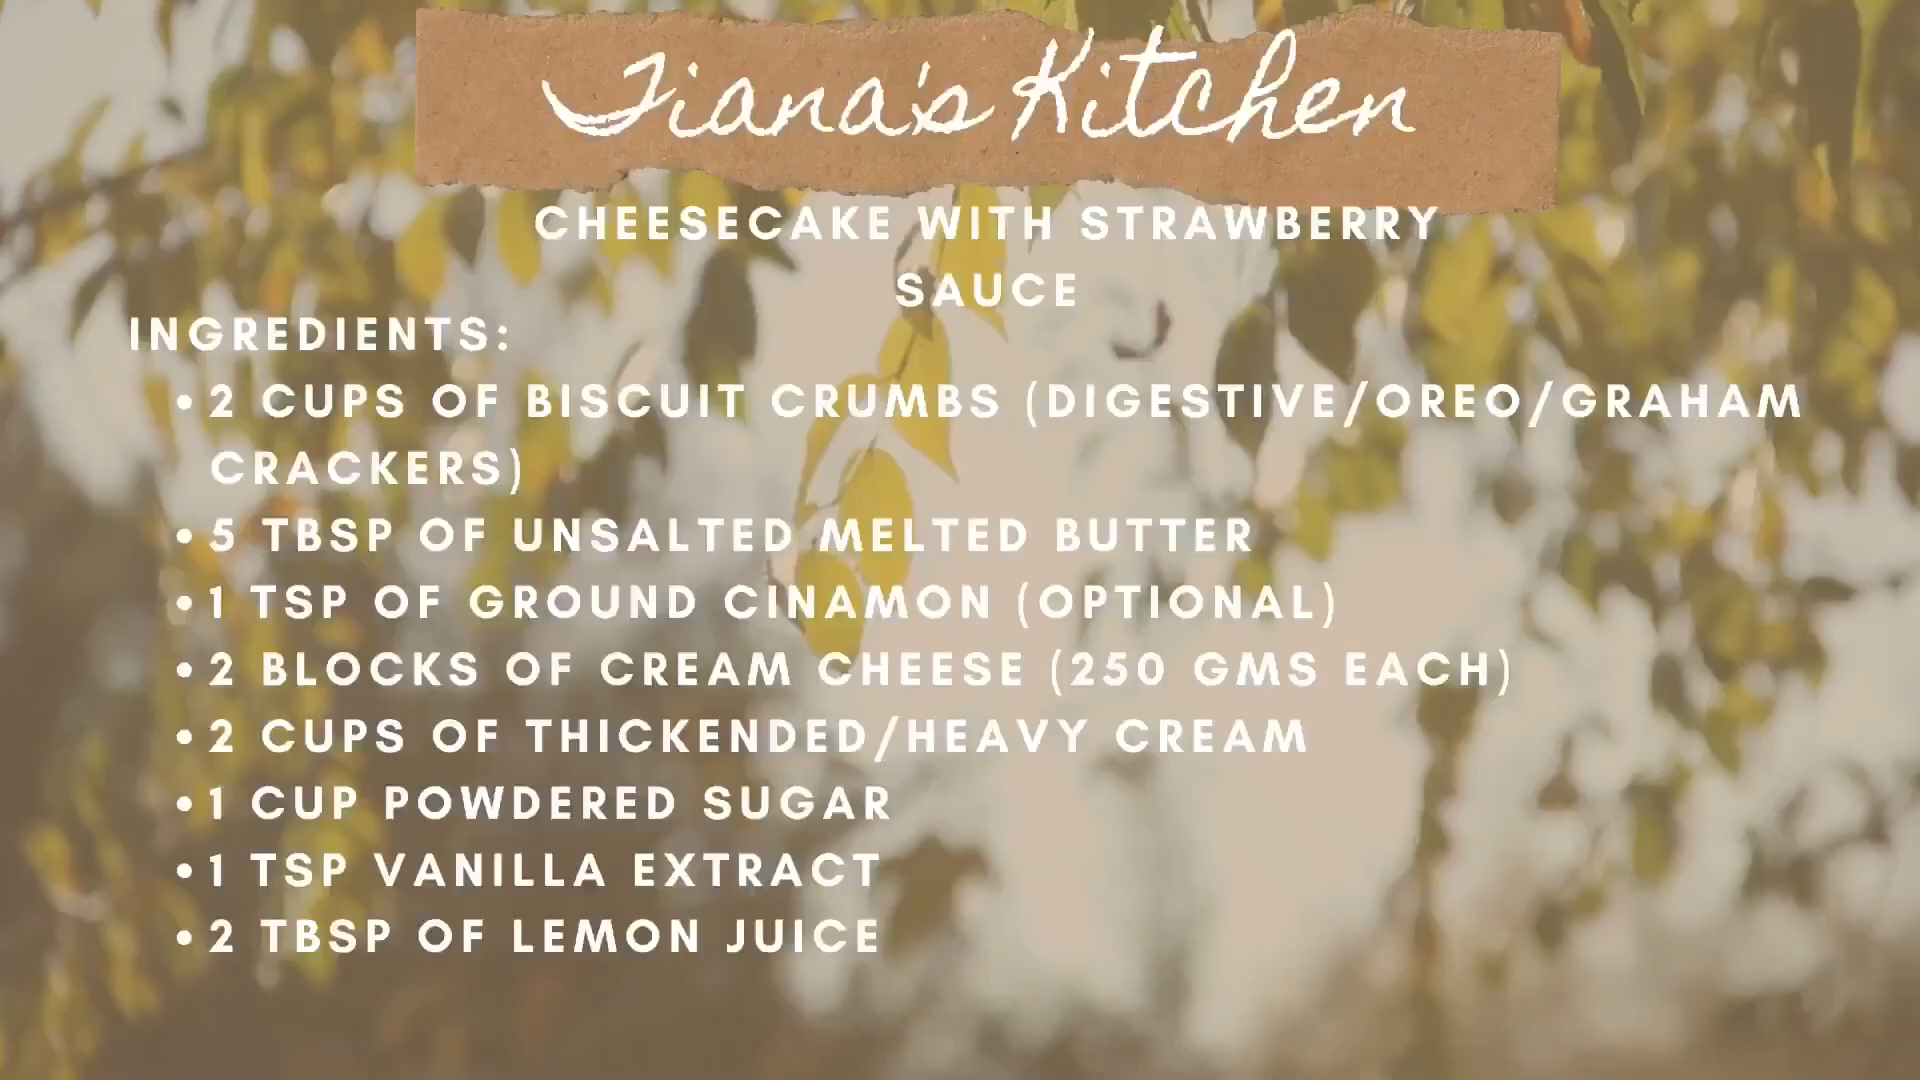 Tiana's Kitchen
CHEESECAKE WITH STRAWBERRY
SAUCE
INGREDIENTS:
• 2 CUPS OF BISCUIT CRUMBS (DIGESTIVE/OREO/GRAHAM
CRACKERS)
• 5 TBSP OF UNSALTED MELTED BUTTER
• 1 TSP OF GROUND CINAMON (OPTIONAL)
• 2 BLOCKS OF CREAM CHEESE (250 GMS EACH)
• 2 CUPS OF THICKENDED/HEAVY CREAM
• 1 CUP POWDERED SUGAR
• 1 TSP VANILLA EXTRACT
• 2 TBSP OF LEMON JUICE